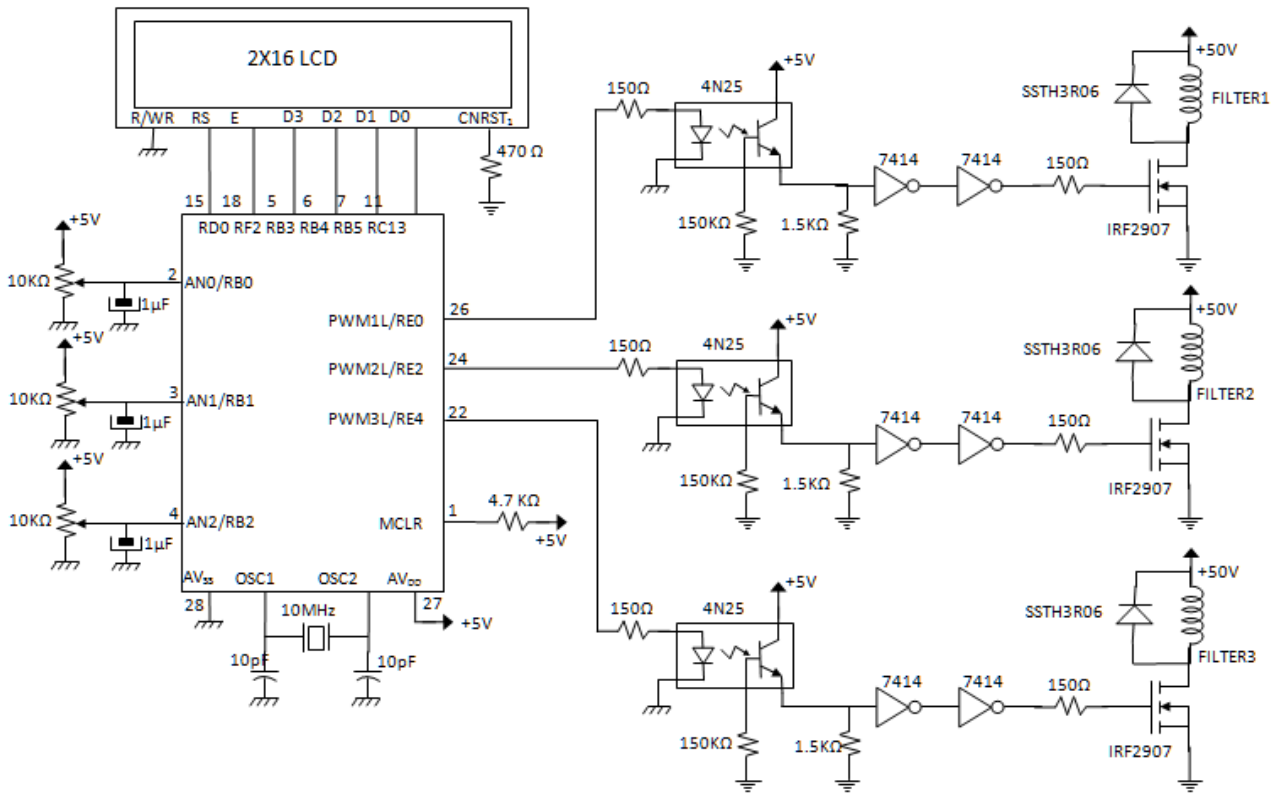 2X16 LCD
R/WR RS E D3 D2 D1 D0 CNRST1
470 Ω
15 18 5 6 7 11
RD0 RF2 RB3 RB4 RB5 RC13
+5V
10KΩ
1µF
2 AN0/RB0
+5V
10KΩ
1µF
3 AN1/RB1
+5V
10KΩ
1µF
4 AN2/RB2
PWM1L/RE0 26
PWM2L/RE2 24
PWM3L/RE4 22
MCLR 1
4.7 KΩ
+5V
AVss OSC1 OSC2 AVDD
28
27
+5V
10MHz
10pF
10pF
150Ω
4N25
+5V
150KΩ
1.5KΩ
7414
7414
150Ω
SSTH3R06
+50V
FILTER1
IRF2907
150Ω
4N25
+5V
150KΩ
1.5KΩ
7414
7414
150Ω
SSTH3R06
+50V
FILTER2
IRF2907
150Ω
4N25
+5V
150KΩ
1.5KΩ
7414
7414
150Ω
SSTH3R06
+50V
FILTER3
IRF2907